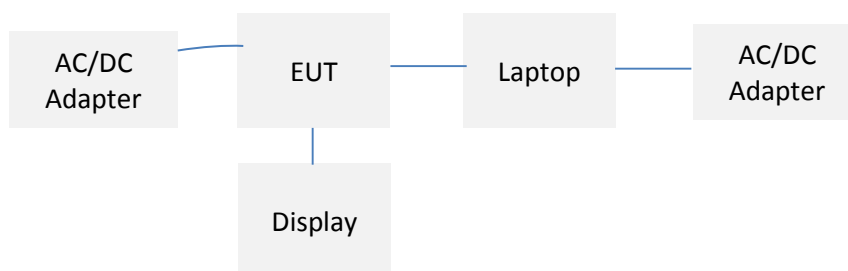 AC/DC
Adapter
EUT
Laptop
AC/DC
Adapter
Display